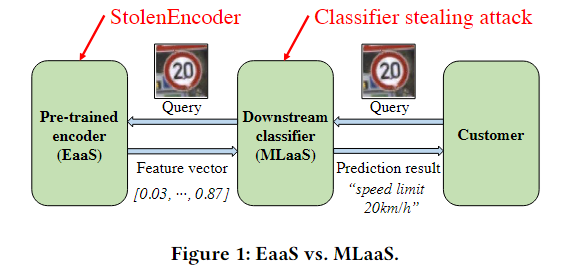 StolenEncoder
Classifier stealing attack
20
20
Query
Query
Pre-trained
encoder
(EaaS)
Downstream
classifier
(MLaaS)
Customer
Feature vector
[0.03, ···, 0.87]
Prediction result
“speed limit
20km/h”
Figure 1: EaaS vs. MLaaS.